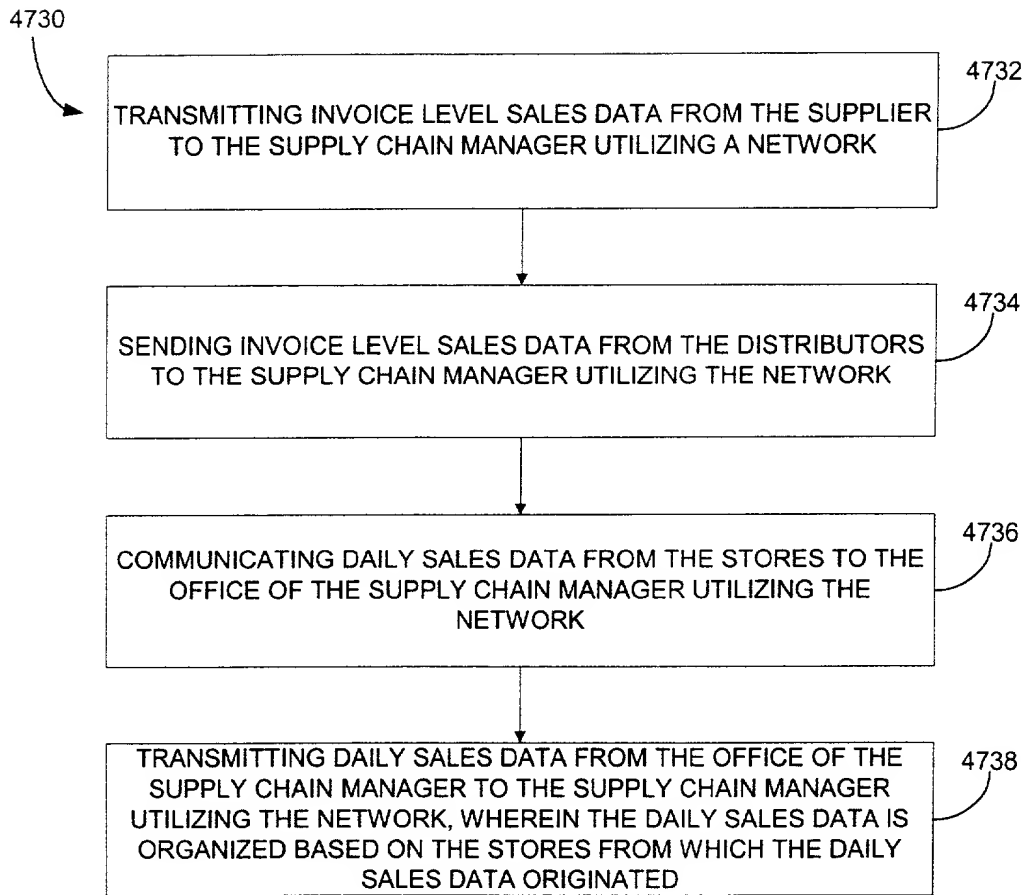 4730
4732
TRANSMITTING INVOICE LEVEL SALES DATA FROM THE SUPPLIER
TO THE SUPPLY CHAIN MANAGER UTILIZING A NETWORK
4734
SENDING INVOICE LEVEL SALES DATA FROM THE DISTRIBUTORS
TO THE SUPPLY CHAIN MANAGER UTILIZING THE NETWORK
4736
COMMUNICATING DAILY SALES DATA FROM THE STORES TO THE
OFFICE OF THE SUPPLY CHAIN MANAGER UTILIZING THE
NETWORK
4738
TRANSMITTING DAILY SALES DATA FROM THE OFFICE OF THE
SUPPLY CHAIN MANAGER TO THE SUPPLY CHAIN MANAGER
UTILIZING THE NETWORK, WHEREIN THE DAILY SALES DATA IS
ORGANIZED BASED ON THE STORES FROM WHICH THE DAILY
SALES DATA ORIGINATED